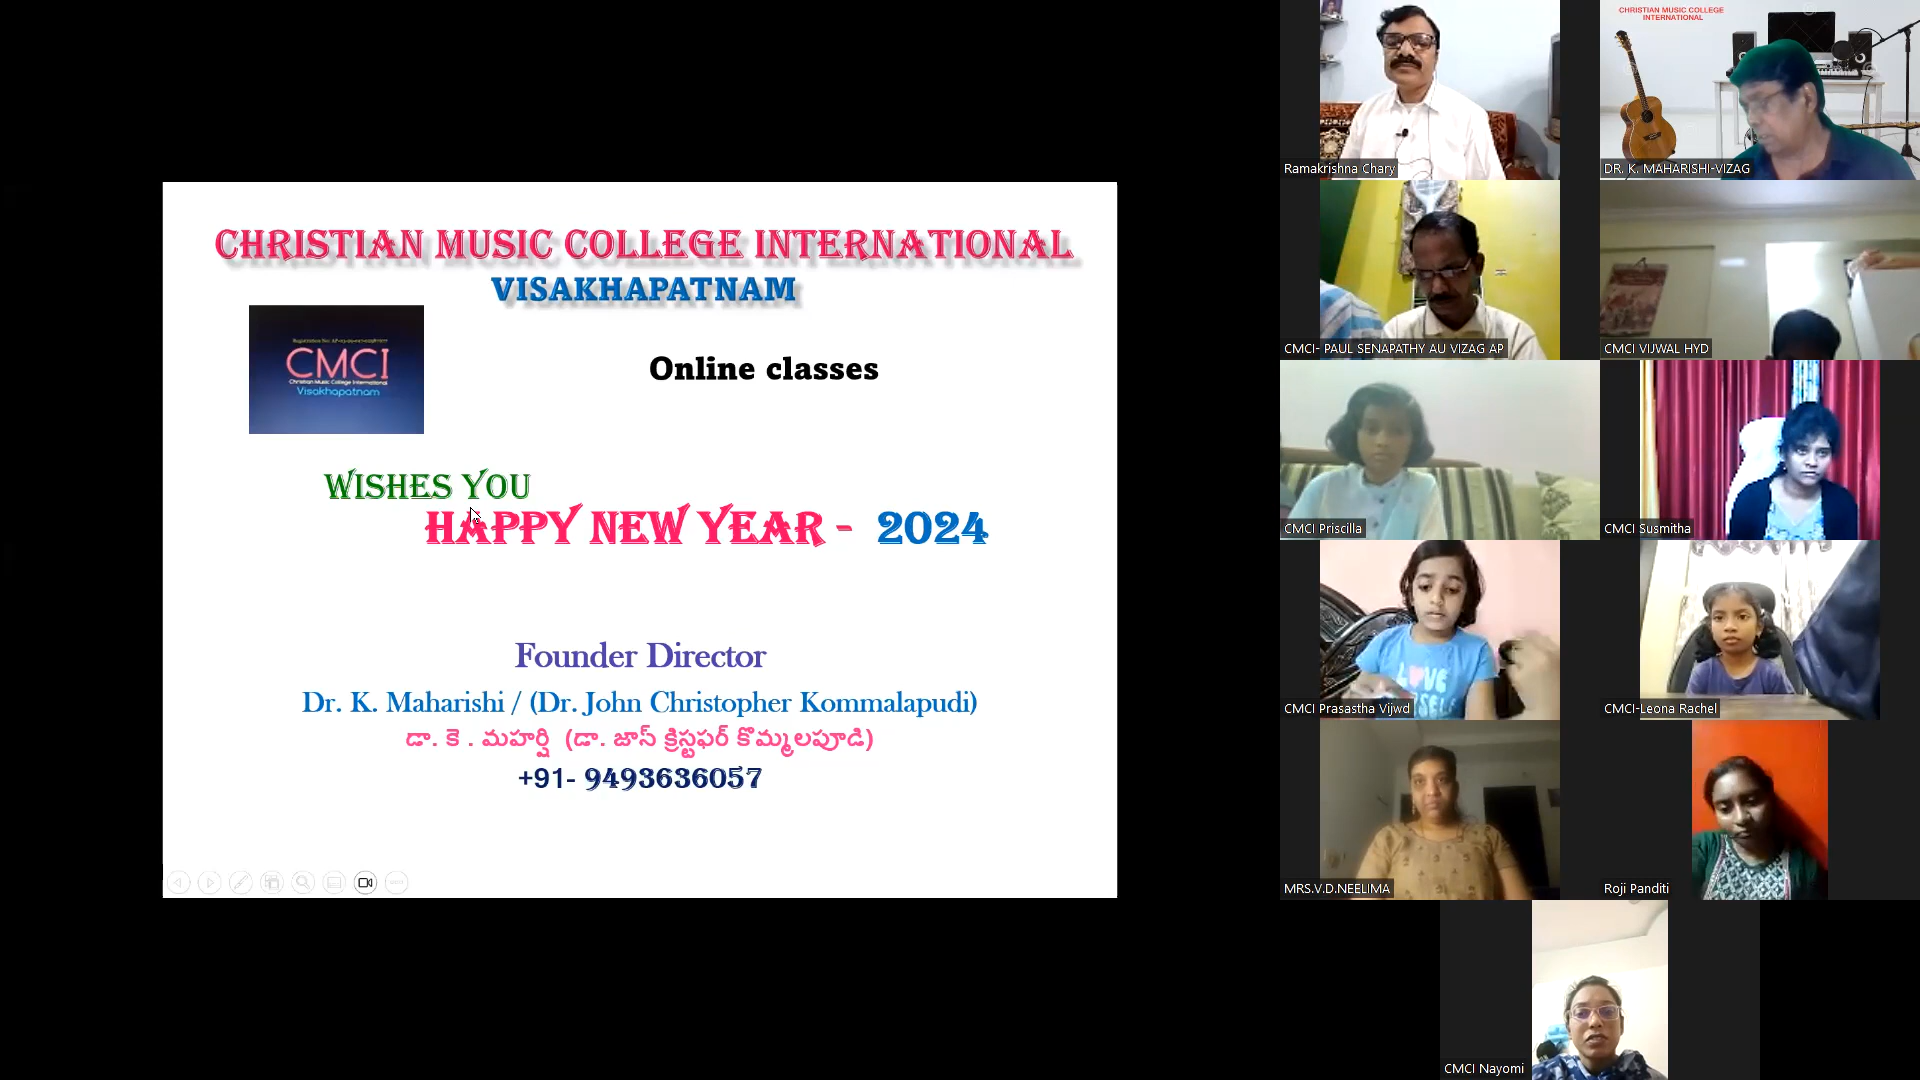 CHRISTIAN MUSIC COLLEGE INTERNATIONAL
VISAKHAPATNAM
CMCI
Christian Music College International
Visakhapatnam
Online classes
WISHES YOU
HAPPY NEW YEAR - 2024
Founder Director
Dr. K. Maharishi / (Dr. John Christopher Kommalapudi)
డా. కె . మహర్షి (డా. జాన్ క్రిస్టఫర్ కొమ్మలపూడి)
+91- 9493636057
Ramakrishna Chary
CHRISTIAN MUSIC COLLEGE
INTERNATIONAL
DR. K. MAHARISHI-VIZAG
CMCI- PAUL SENAPATHY AU VIZAG AP
CMCI VIJWAL HYD
CMCI Priscilla
CMCI Susmitha
LOVE
CMCI Prasastha Vijwd
CMCI-Leona Rachel
MRS.V.D.NEELIMA
Roji Panditi
CMCI Nayomi